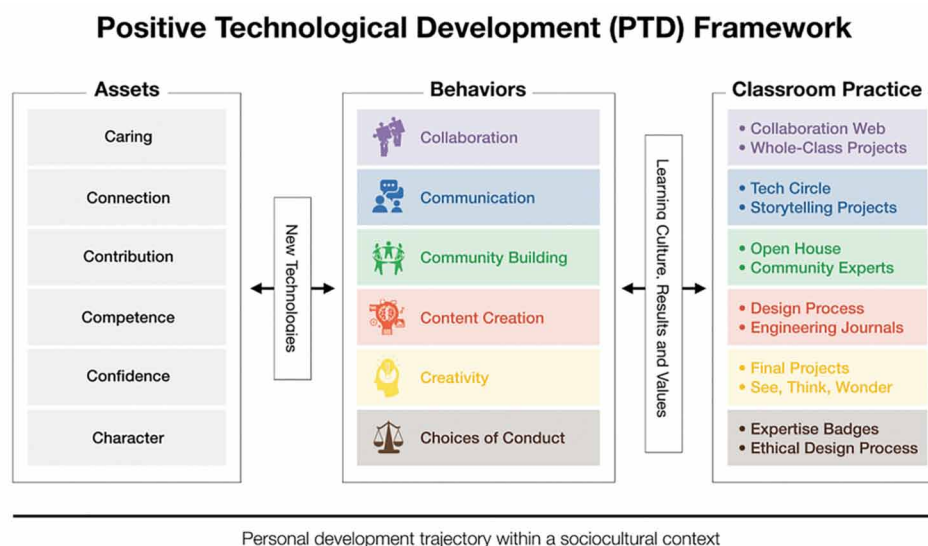 Positive Technological Development (PTD) Framework
Assets
Caring
Connection
Contribution
Competence
Confidence
Character
New Technologies
Behaviors
Collaboration
Communication
Community Building
Content Creation
Creativity
Choices of Conduct
Learning Culture. Results and Values
Classroom Practice
• Collaboration Web
• Whole-Class Projects
• Tech Circle
• Storytelling Projects
• Open House
• Community Experts
• Design Process
• Engineering Journals
• Final Projects
• See, Think, Wonder
• Expertise Badges
• Ethical Design Process
Personal development trajectory within a sociocultural context